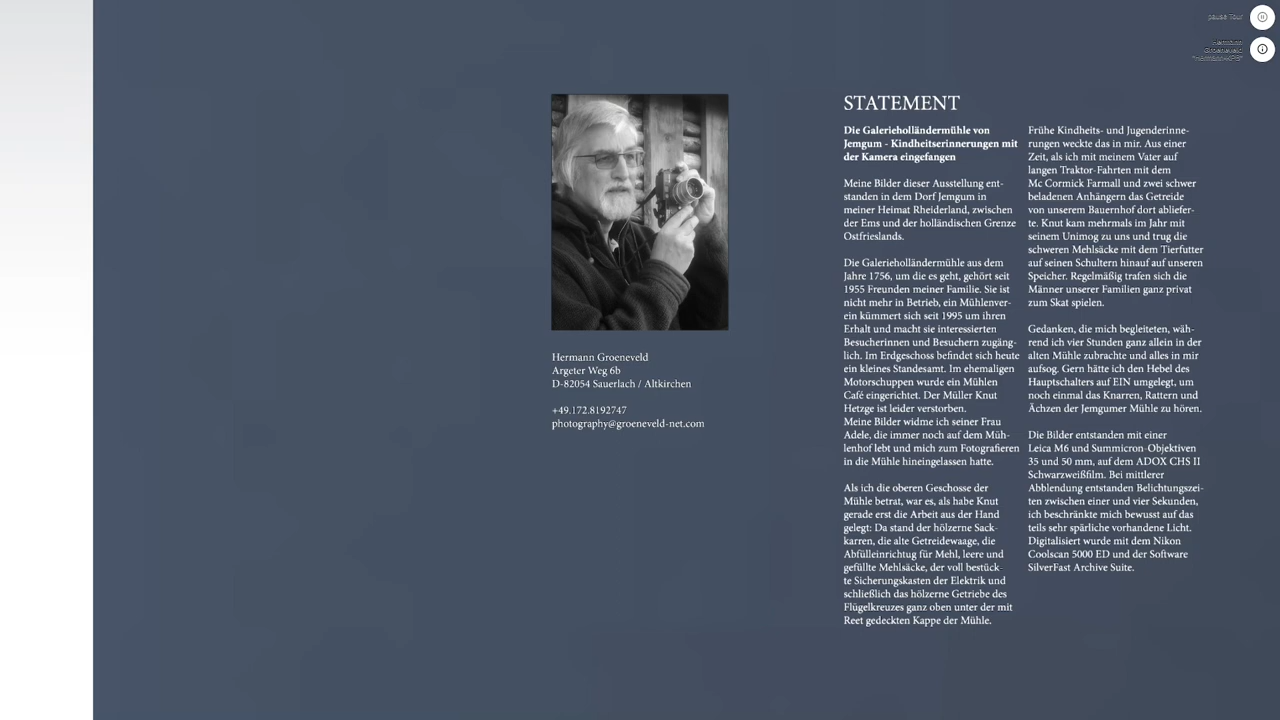 pause Tour
Hermann
Groeneveld
STATEMENT
Die Galerieholländermühle von
Jemgum - Kindheitserinnerungen mit
der Kamera eingefangen
Meine Bilder dieser Ausstellung ent-
standen in dem Dorf Jemgum in
meiner Heimat Rheiderland, zwischen
der Ems und der holländischen Grenze
Ostfrieslands.
Die Galerieholländermühle aus dem
Jahre 1756, um die es geht, gehört seit
1955 Freunden meiner Familie. Sie ist
nicht mehr in Betrieb, ein Mühlenver-
ein kümmert sich seit 1995 um ihren
Erhalt und macht sie interessierten
Besucherinnen und Besuchern zugäng-
lich. Im Erdgeschoss befindet sich heute
ein kleines Standesamt. Im ehemaligen
Motorschuppen wurde ein Mühlen
Café eingerichtet. Der Müller Knut
Hetzge ist leider verstorben.
Meine Bilder widme ich seiner Frau
Adele, die immer noch auf dem Müh-
lenhof lebt und mich zum Fotografieren
in die Mühle hineingelassen hatte.
Als ich die oberen Geschosse der
Mühle betrat, war es, als habe Knut
gerade erst die Arbeit aus der Hand
gelegt: Da stand der hölzerne Sack-
karren, die alte Getreidewaage, die
Abfülleinrichtug für Mehl, leere und
gefüllte Mehlsäcke, der voll bestück-
te Sicherungskasten der Elektrik und
schließlich das hölzerne Getriebe des
Flügelkreuzes ganz oben unter der mit
Reet gedeckten Kappe der Mühle.
Frühe Kindheits- und Jugenderinne-
rungen weckte das in mir. Aus einer
Zeit, als ich mit meinem Vater auf
langen Traktor-Fahrten mit dem
Mc Cormick Farmall und zwei schwer
beladenen Anhängern das Getreide
von unserem Bauernhof dort abliefer-
te. Knut kam mehrmals im Jahr mit
seinem Unimog zu uns und trug die
schweren Mehlsäcke mit dem Tierfutter
auf seinen Schultern hinauf auf unseren
Speicher. Regelmäßig trafen sich die
Männer unserer Familien ganz privat
zum Skat spielen.
Gedanken, die mich begleiteten, wäh-
rend ich vier Stunden ganz allein in der
alten Mühle zubrachte und alles in mir
aufsog. Gern hätte ich den Hebel des
Hauptschalters auf EIN umgelegt, um
noch einmal das Knarren, Rattern und
Ächzen der Jemgumer Mühle zu hören.
Die Bilder entstanden mit einer
Leica M6 und Summicron-Objektiven
35 und 50 mm, auf dem ADOX CHS II
Schwarzweißfilm. Bei mittlerer
Abblendung entstanden Belichtungszei-
ten zwischen einer und vier Sekunden,
ich beschränkte mich bewusst auf das
teils sehr spärliche vorhandene Licht.
Digitalisiert wurde mit dem Nikon
Coolscan 5000 ED und der Software
SilverFast Archive Suite.
Hermann Groeneveld
Argeter Weg 6b
D-82054 Sauerlach / Altkirchen
+49.172.8192747
photography@groeneveld-net.com